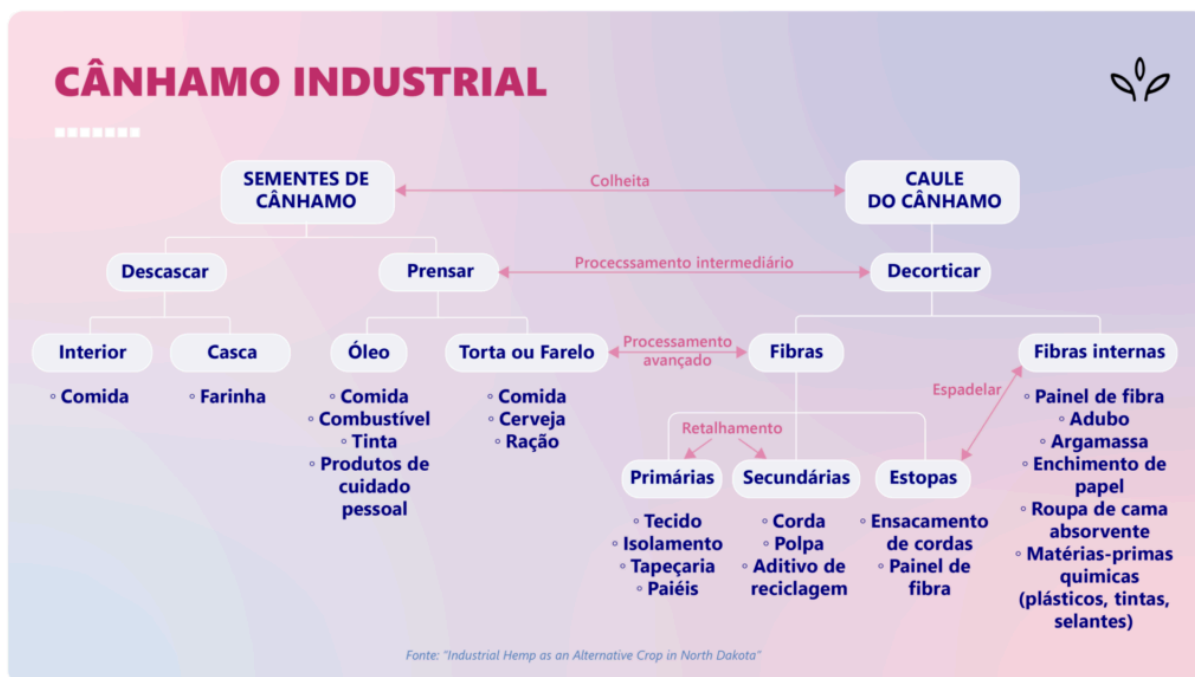 CÂNHAMO INDUSTRIAL
SEMENTES DE
CÂNHAMO
Colheita
CAULE
DO CÂNHAMO
Descascar
Prensar
Procecssamento intermediário
Decorticar
Interior
Casca
Óleo
Torta ou Farelo
Processamento
avançado
Fibras
Fibras internas
◦ Comida
◦ Farinha
◦ Comida
◦ Combustível
◦ Tinta
◦ Produtos de
cuidado
pessoal
◦ Comida
◦ Cerveja
◦ Ração
Espadelar
Retalhamento
Primárias
Secundárias
Estopas
◦ Tecido
◦ Isolamento
◦ Tapeçaria
◦ Paiéis
◦ Corda
◦ Polpa
◦ Aditivo de
reciclagem
◦ Ensacamento
de cordas
◦ Painel de
fibra
◦ Painel de fibra
◦ Adubo
◦ Argamassa
◦ Enchimento de
papel
◦ Roupa de cama
absorvente
◦ Matérias-primas
quimicas
(plásticos, tintas,
selantes)
Fonte: "Industrial Hemp as an Alternative Crop in North Dakota"